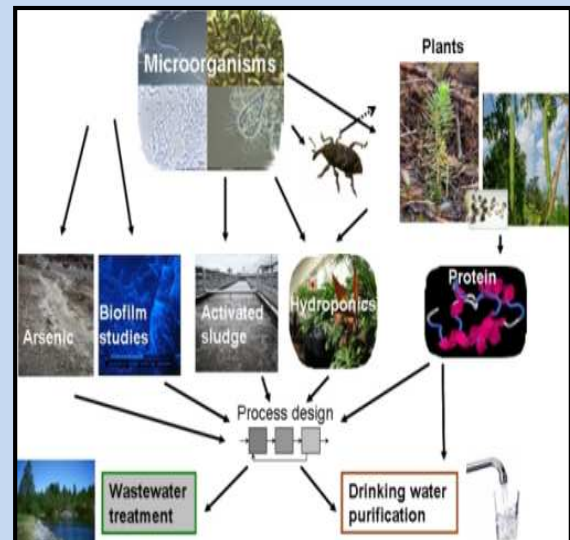 Microorganisms
Plants
Arsenic
Biofilm
studies
Activated
sludge
Hydroponics
Protein
Process design
Wastewater
treatment
Drinking water
purification